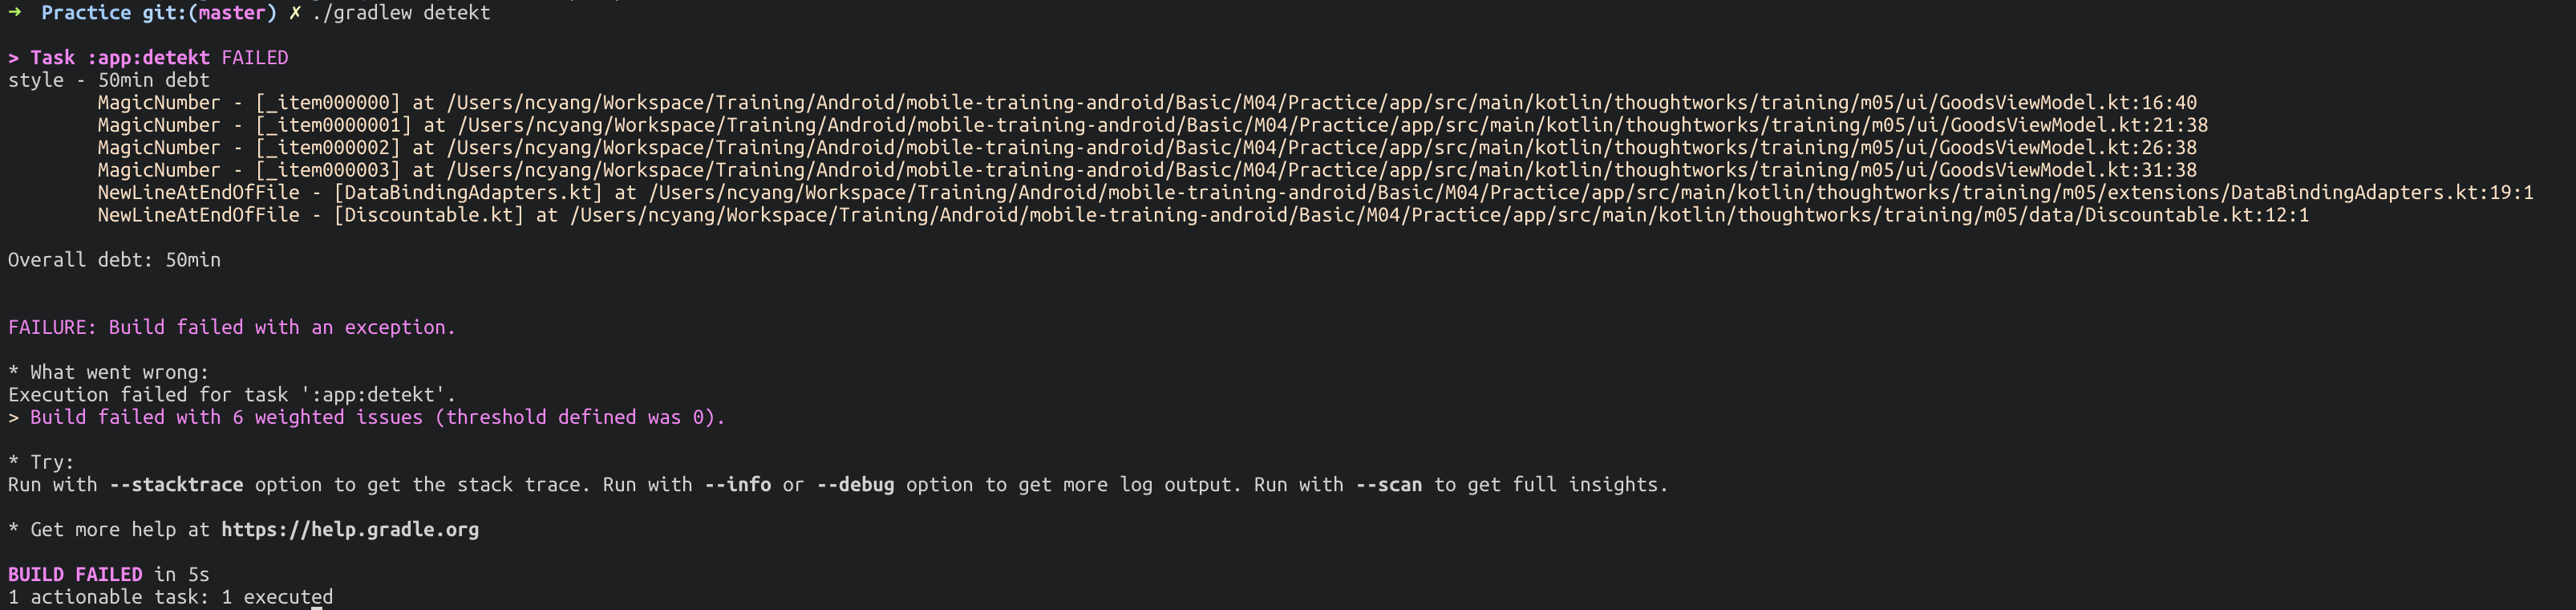 → Practice git:(master) ✗ ./gradlew detekt
> Task :app:detekt FAILED
style - 50min debt
MagicNumber - [_item000000] at /Users/ncyang/Workspace/Training/Android/mobile-training-android/Basic/M04/Practice/app/src/main/kotlin/thoughtworks/training/m05/ui/GoodsViewModel.kt:16:40
MagicNumber - [_item0000001] at /Users/ncyang/Workspace/Training/Android/mobile-training-android/Basic/M04/Practice/app/src/main/kotlin/thoughtworks/training/m05/ui/GoodsViewModel.kt:21:38
MagicNumber - [_item000002] at /Users/ncyang/Workspace/Training/Android/mobile-training-android/Basic/M04/Practice/app/src/main/kotlin/thoughtworks/training/m05/ui/GoodsViewModel.kt:26:38
MagicNumber - [_item000003] at /Users/ncyang/Workspace/Training/Android/mobile-training-android/Basic/M04/Practice/app/src/main/kotlin/thoughtworks/training/m05/ui/GoodsViewModel.kt:31:38
NewLineAtEndOfFile - [DataBindingAdapters.kt] at /Users/ncyang/Workspace/Training/Android/mobile-training-android/Basic/M04/Practice/app/src/main/kotlin/thoughtworks/training/m05/extensions/DataBindingAdapters.kt:19:1
NewLineAtEndOfFile - [Discountable.kt] at /Users/ncyang/Workspace/Training/Android/mobile-training-android/Basic/M04/Practice/app/src/main/kotlin/thoughtworks/training/m05/data/Discountable.kt:12:1
Overall debt: 50min
FAILURE: Build failed with an exception.
* What went wrong:
Execution failed for task ':app:detekt'.
> Build failed with 6 weighted issues (threshold defined was 0).
* Try:
Run with --stacktrace option to get the stack trace. Run with --info or --debug option to get more log output. Run with --scan to get full insights.
* Get more help at https://help.gradle.org
BUILD FAILED in 5s
1 actionable task: 1 executed